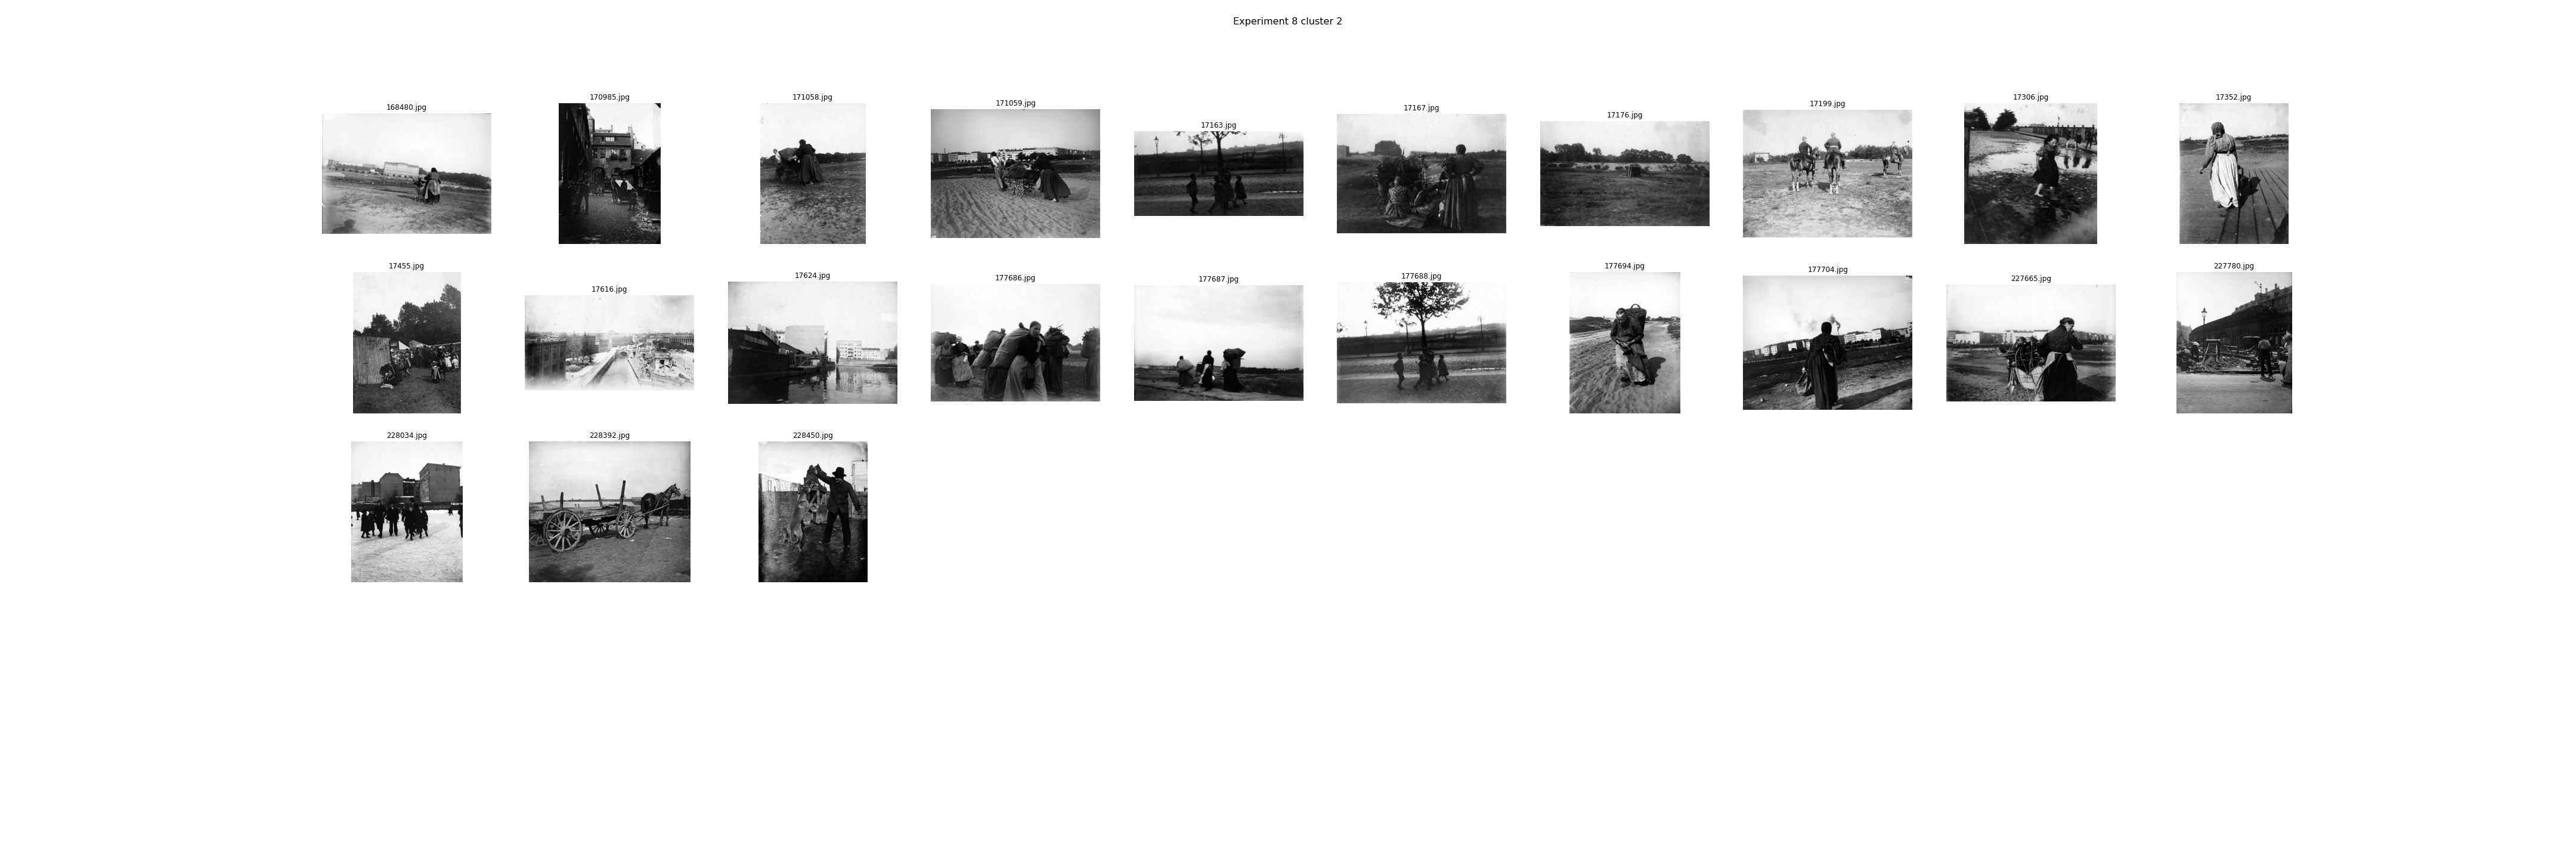 Experiment 8 cluster 2
168480.jpg
170985.jpg
171058.jpg
171059.jpg
17163.jpg
17167.jpg
17176.jpg
17199.jpg
17306.jpg
17352.jpg
17455.jpg
17616.jpg
17624.jpg
177686.jpg
177687.jpg
177688.jpg
177694.jpg
177704.jpg
227665.jpg
227780.jpg
228034.jpg
228392.jpg
228450.jpg